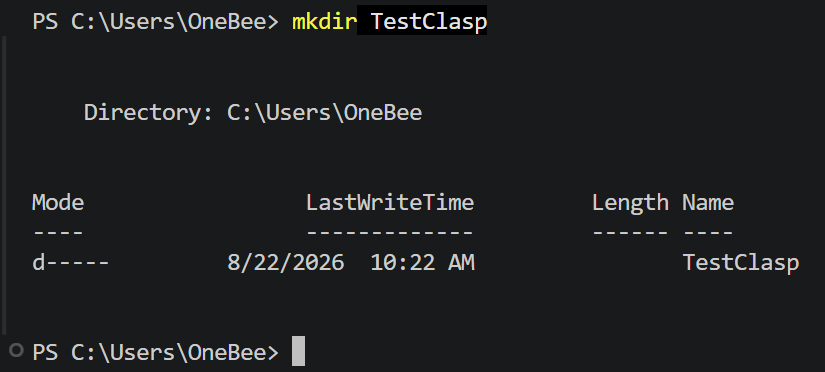 PS C:\Users\OneBee> mkdir TestClasp
Directory: C:\Users\OneBee
Mode                 LastWriteTime         Length Name
----                 -------------         ------ ----
d-----         8/22/2026  10:22 AM                TestClasp
PS C:\Users\OneBee>